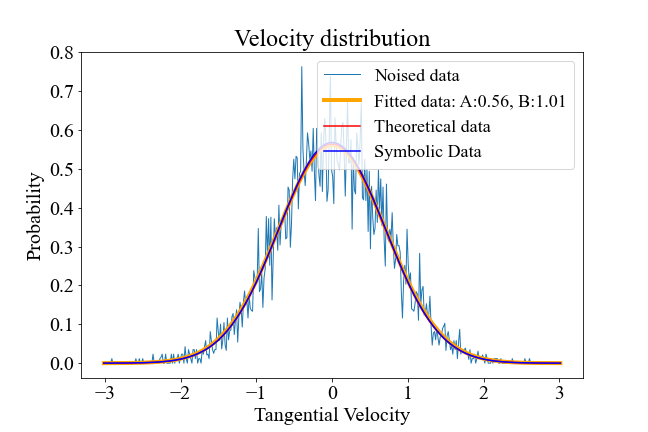 Velocity distribution
0.8
0.7
0.6
0.5
0.4
0.3
0.2
0.1
0.0
Probability
Noised data
Fitted data: A:0.56, B:1.01
Theoretical data
Symbolic Data
−3 −2 −1 0 1 2 3
Tangential Velocity